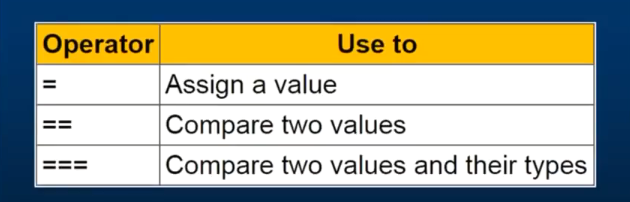 Operator Use to
= Assign a value
== Compare two values
=== Compare two values and their types